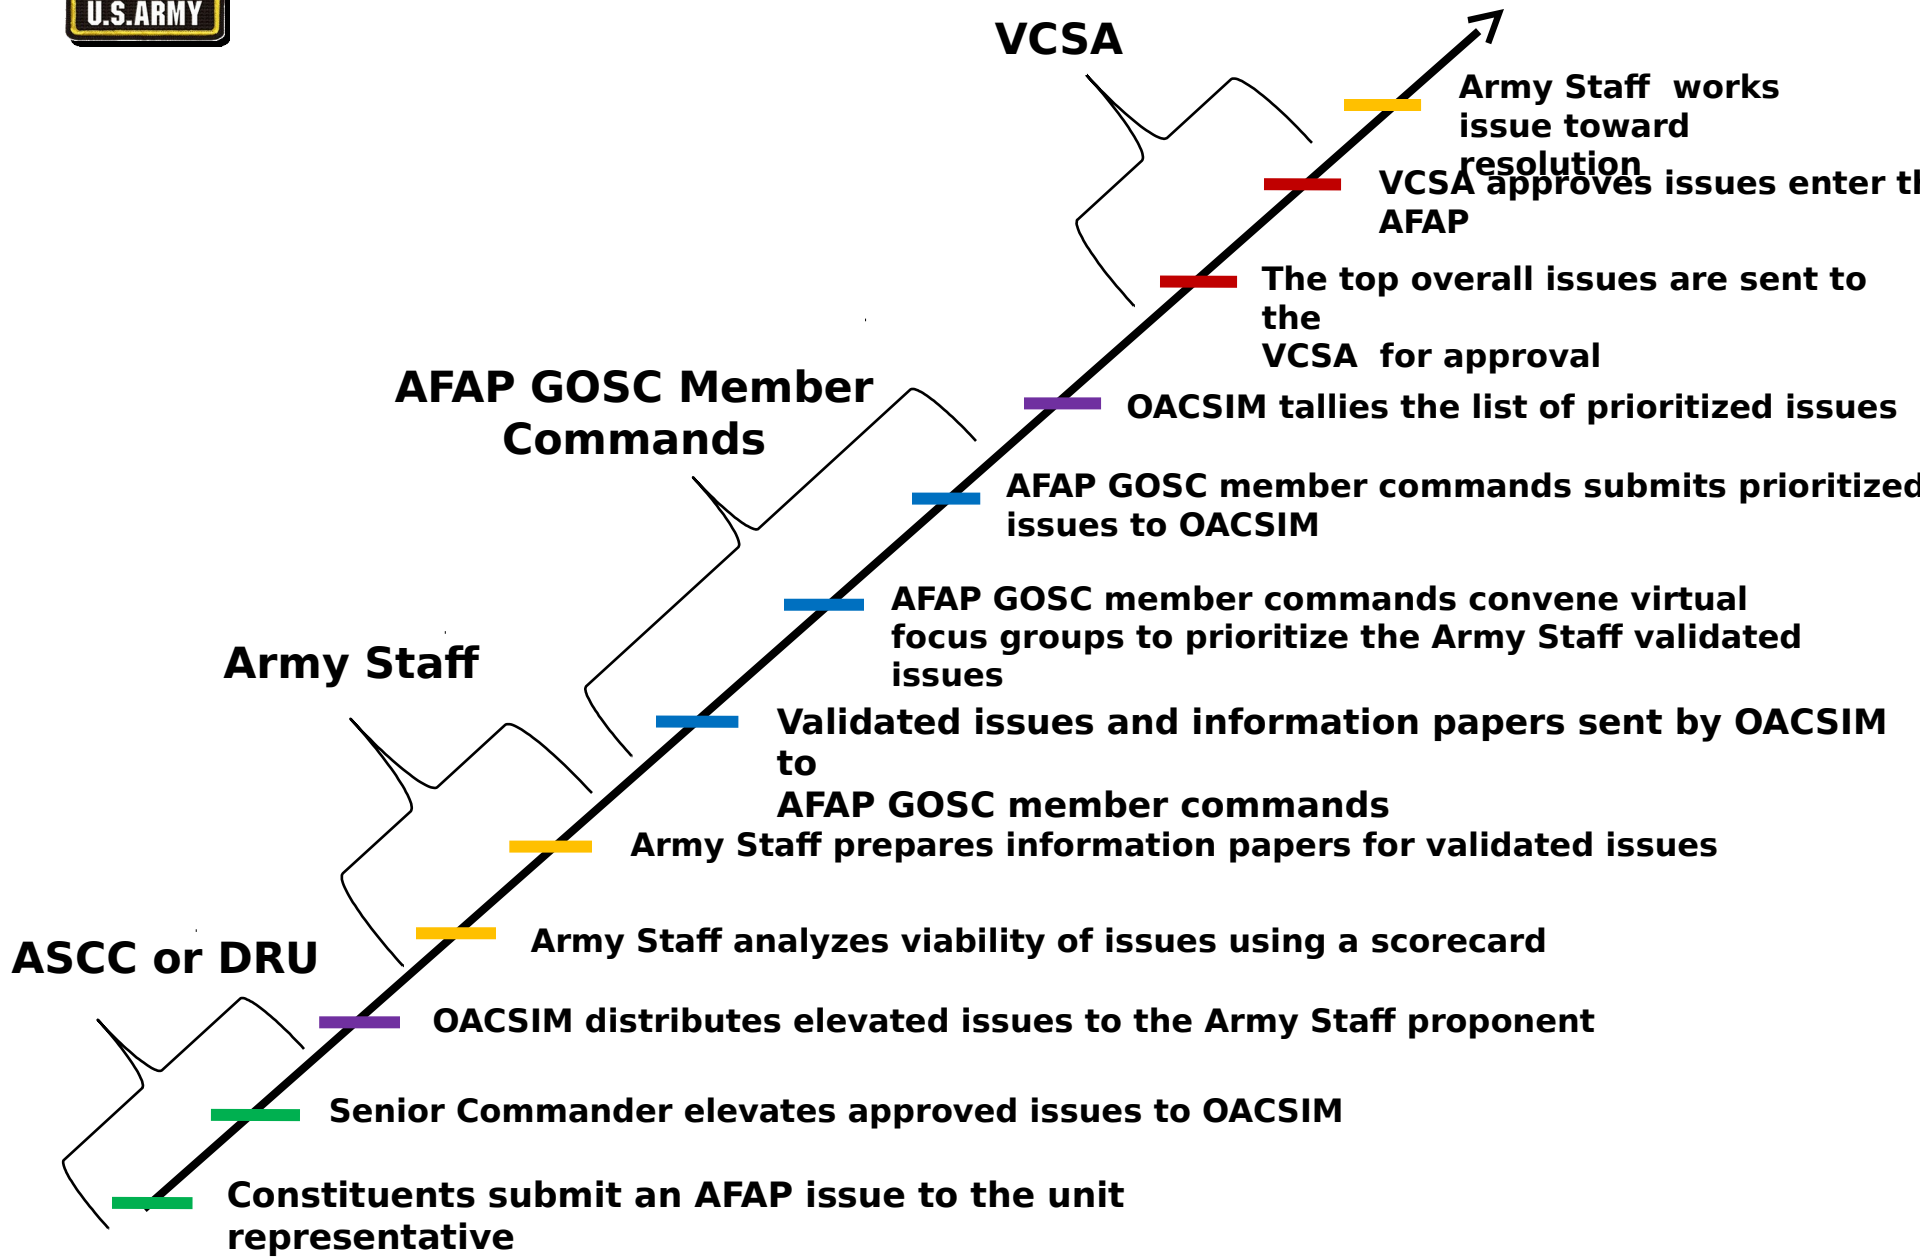 U.S.ARMY
VCSA
Army Staff  works
issue toward
resolution
VCSA approves issues enter th
AFAP
The top overall issues are sent to
the
VCSA  for approval
AFAP GOSC Member
Commands
OACSIM tallies the list of prioritized issues
AFAP GOSC member commands submits prioritized
issues to OACSIM
AFAP GOSC member commands convene virtual
focus groups to prioritize the Army Staff validated
issues
Army Staff
Validated issues and information papers sent by OACSIM
to
AFAP GOSC member commands
Army Staff prepares information papers for validated issues
Army Staff analyzes viability of issues using a scorecard
ASCC or DRU
OACSIM distributes elevated issues to the Army Staff proponent
Senior Commander elevates approved issues to OACSIM
Constituents submit an AFAP issue to the unit
representative